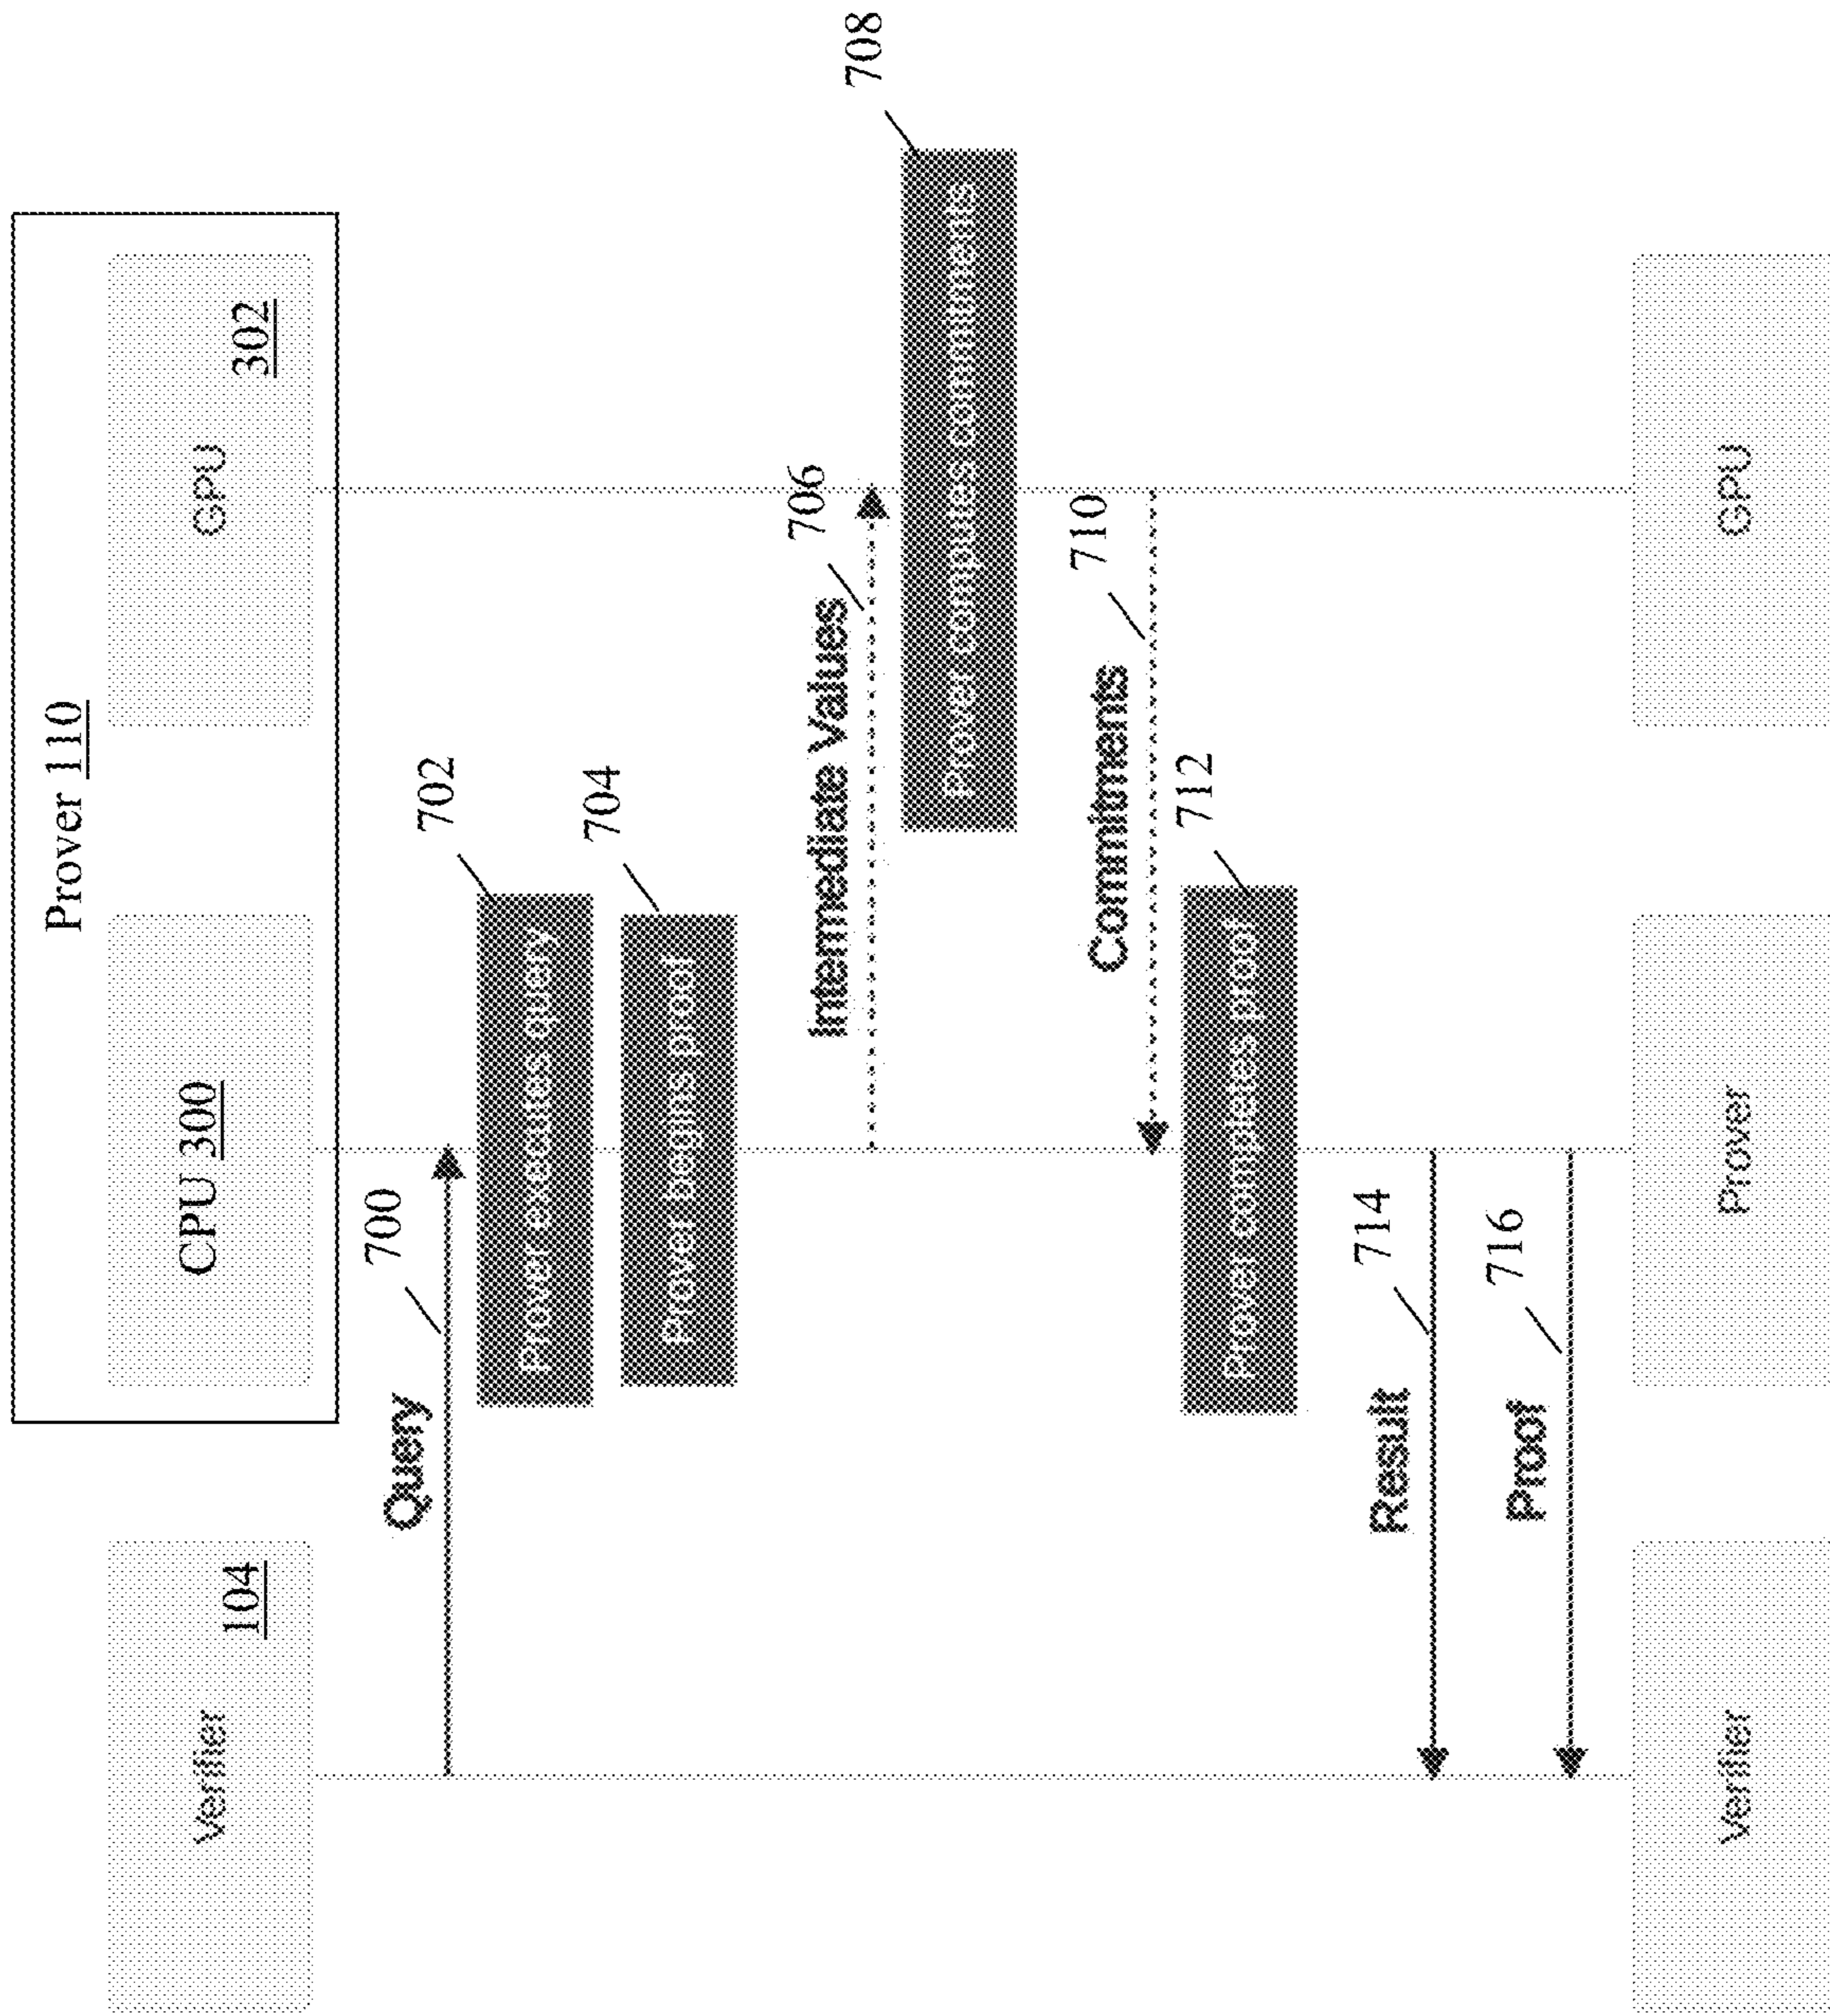 Prover 110
Verifier
104
CPU 300
GPU
302
Query
700
Prover executes query
702
Prover begins proof
704
Intermediate Values
706
Prover computes commitments
708
Commitments
710
Prover completes proof
712
Result
714
Proof
716
Verifier
Prover
GPU